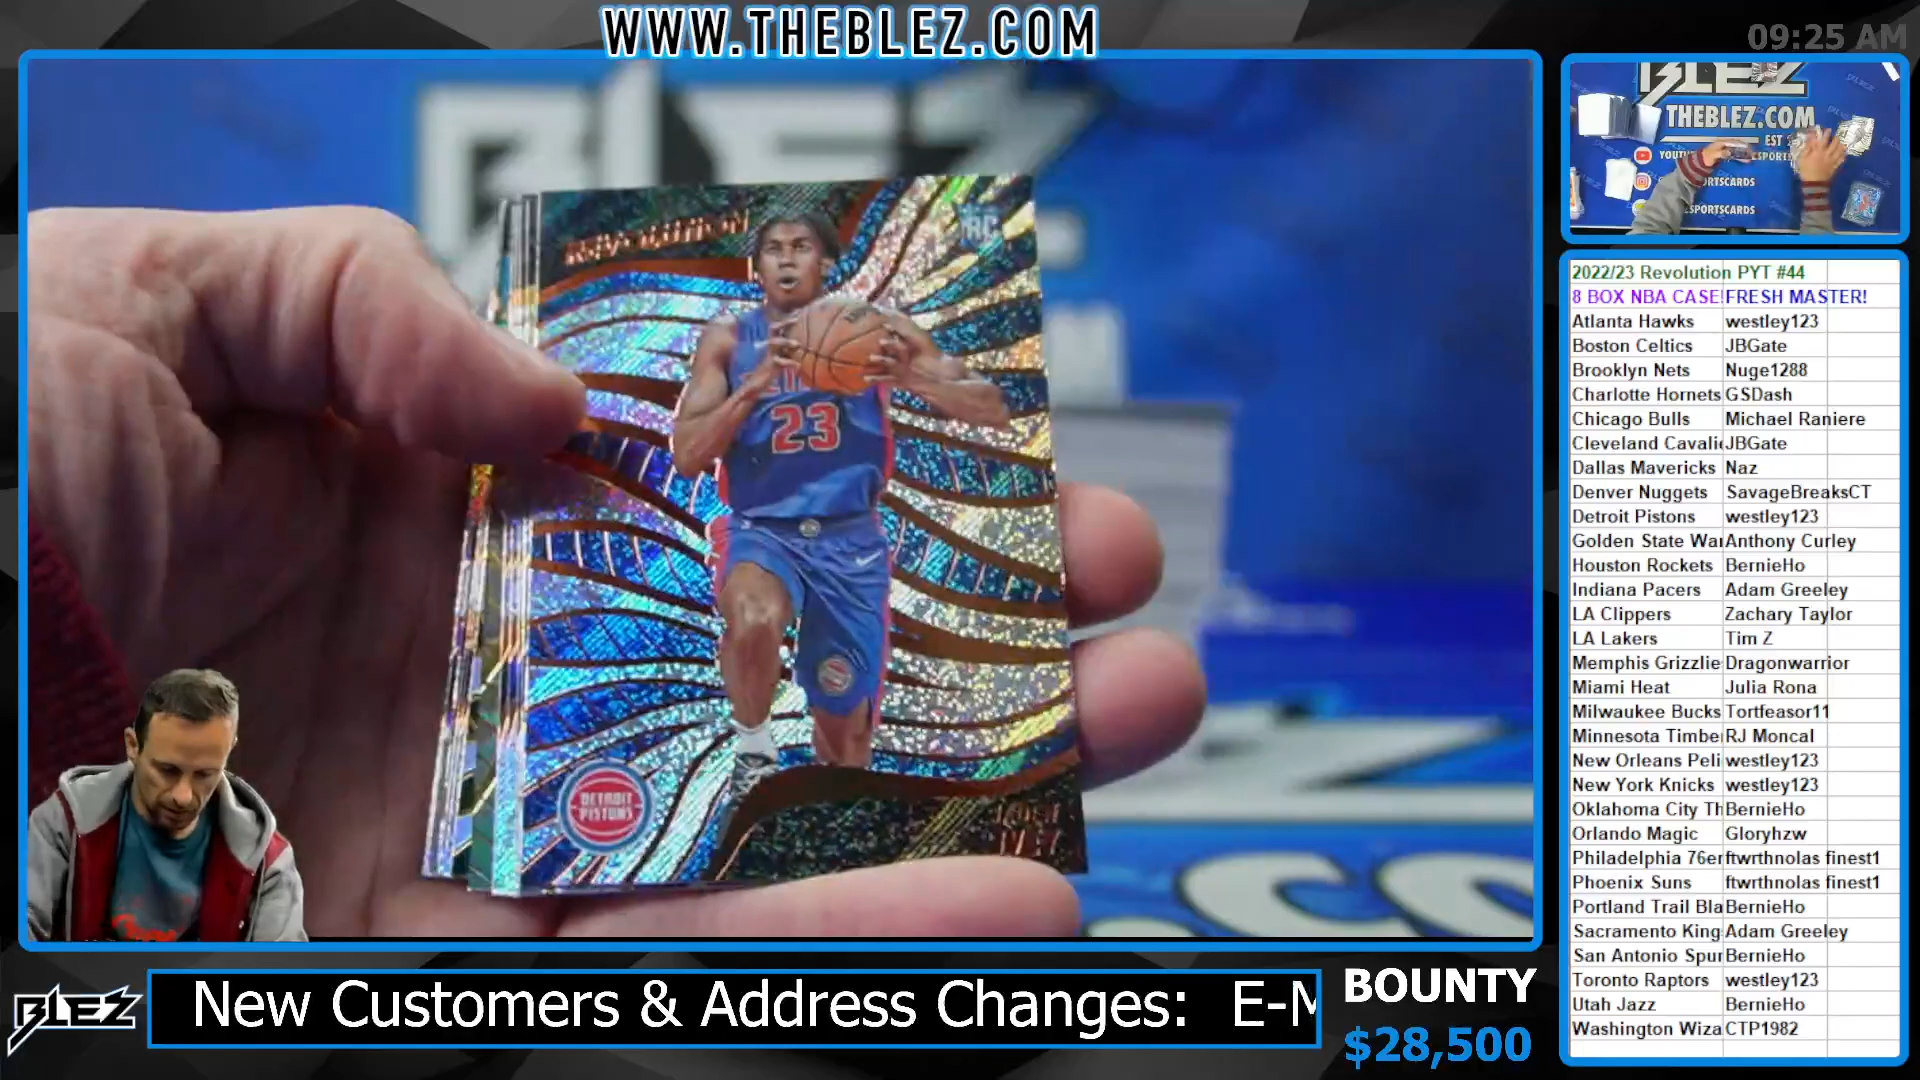 WWW.THEBLEZ.COM
09:25 AM
BLEZ
THEBLEZ.COM
2022/23 Revolution PYT #44
8 BOX NBA CASE! FRESH MASTER!
Atlanta Hawks westley123
Boston Celtics JBGate
Brooklyn Nets Nuge1288
Charlotte Hornets GSDash
Chicago Bulls Michael Raniere
Cleveland Cavalie JBGate
Dallas Mavericks Naz
Denver Nuggets SavageBreaksCT
Detroit Pistons westley123
Golden State War Anthony Curley
Houston Rockets BernieHo
Indiana Pacers Adam Greeley
LA Clippers Zachary Taylor
LA Lakers Tim Z
Memphis Grizzlie Dragonwarrior
Miami Heat Julia Rona
Milwaukee Bucks Tortfeasor11
Minnesota Timbe RJ Moncal
New Orleans Peli westley123
New York Knicks westley123
Oklahoma City Th BernieHo
Orlando Magic Gloryhzw
Philadelphia 76er ftwrthnolas finest1
Phoenix Suns ftwrthnolas finest1
Portland Trail Bla BernieHo
Sacramento King Adam Greeley
San Antonio Spur BernieHo
Toronto Raptors westley123
Utah Jazz BernieHo
Washington Wiza CTP1982
BLEZ
REVOLUTION
RC
23
DETROIT
PISTONS
JADEN
IVEY
BLEZ
New Customers & Address Changes: E-M
BOUNTY
$28,500